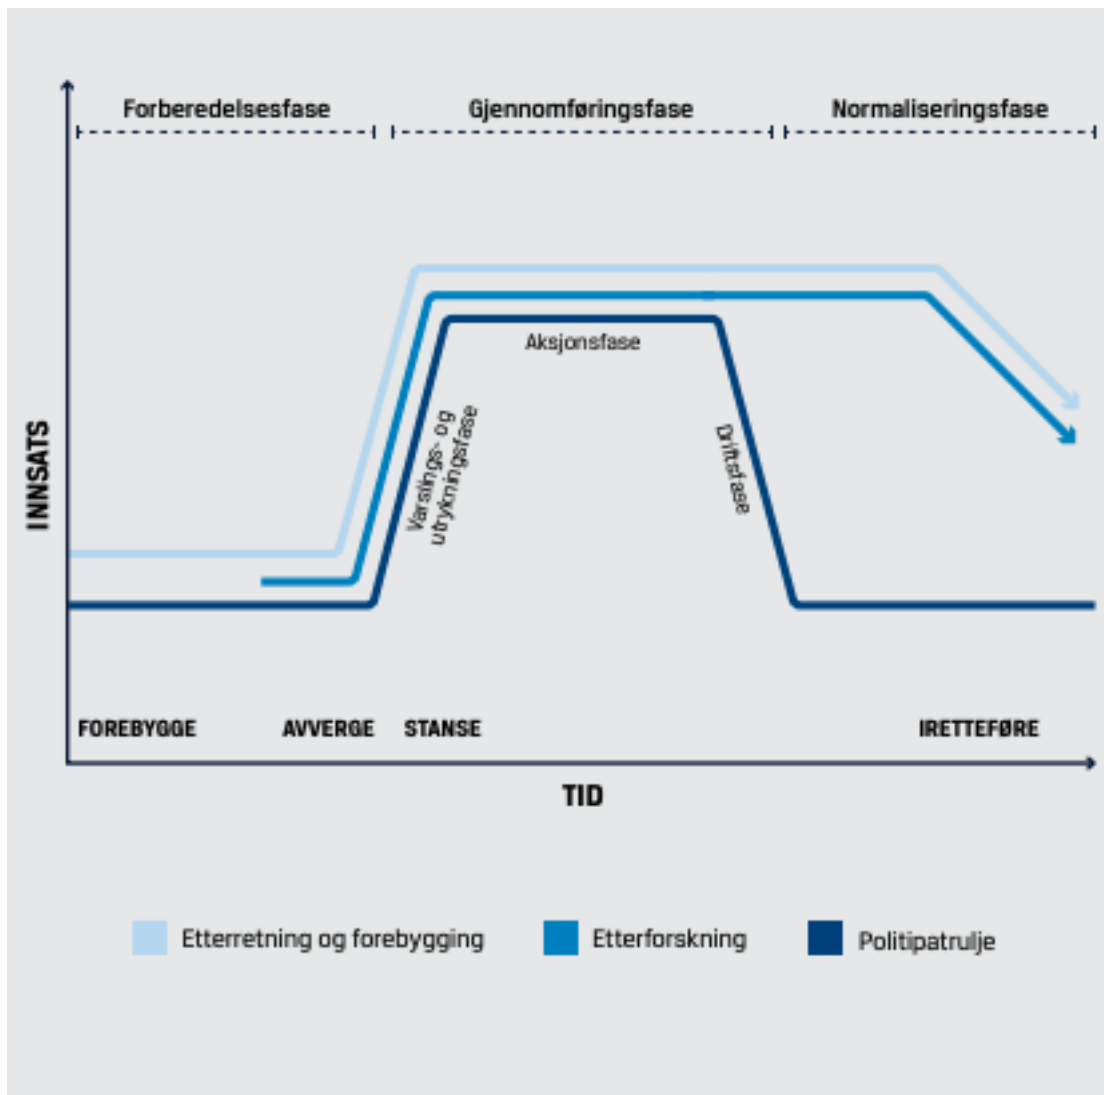 Forberedelsesfase
Gjennomføringsfase
Normaliseringsfase
INNSATS
Aksjonsfase
Varslings- og
utrykningsfase
Driftsfase
FOREBYGGE
AVVERGE
STANSE
IRETTEFØRE
TID
Etterretning og forebygging
Etterforskning
Politipatrulje